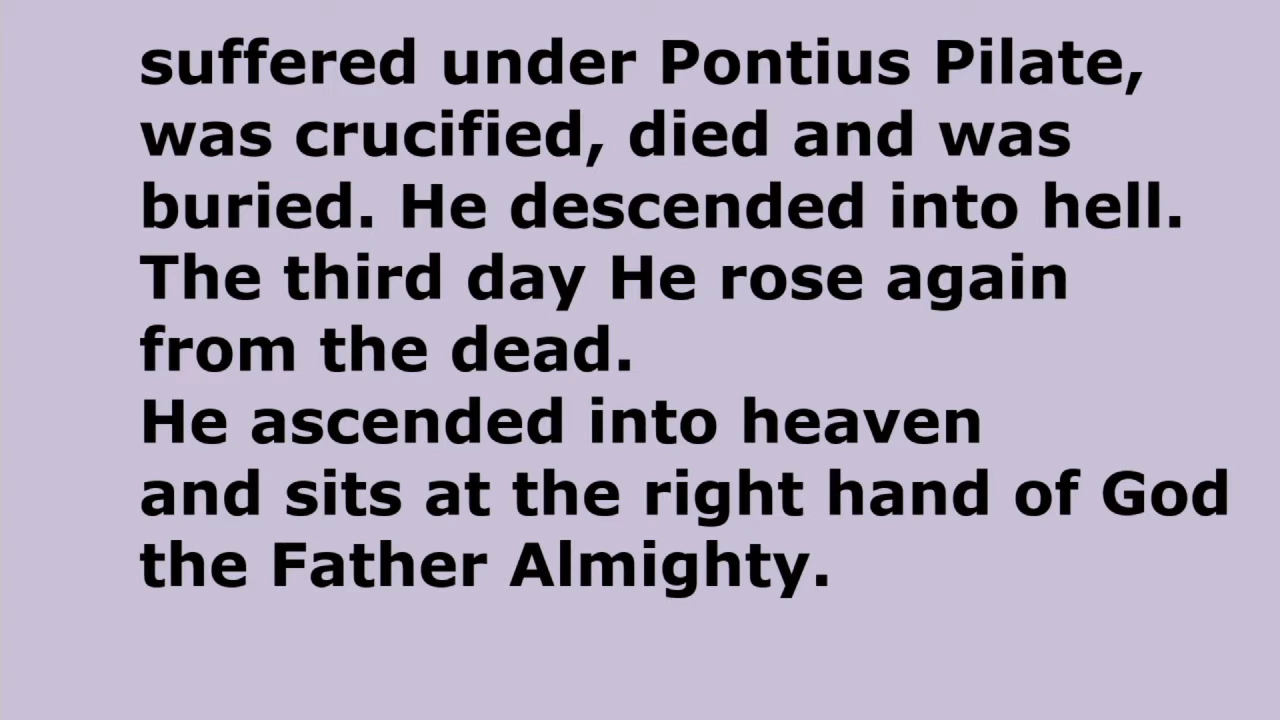 suffered under Pontius Pilate,
was crucified, died and was
buried. He descended into hell.
The third day He rose again
from the dead.
He ascended into heaven
and sits at the right hand of God
the Father Almighty.